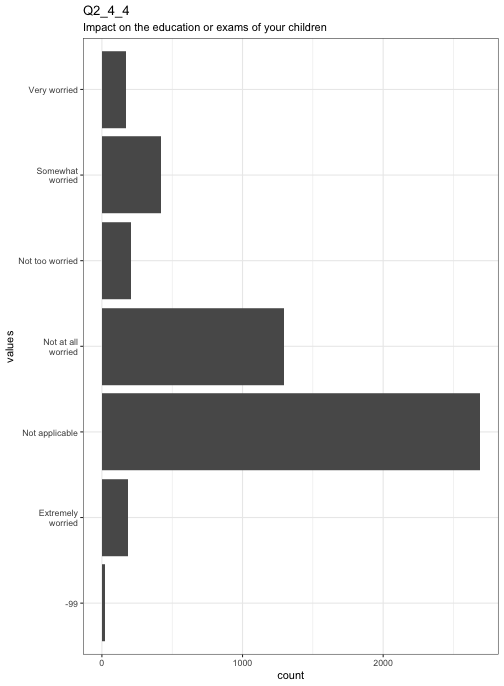 Q2_4_4
Impact on the education or exams of your children
Very worried
Somewhat
worried
Not too worried
Not at all
worried
Not applicable
Extremely
worried
-99
values
0
1000
2000
count